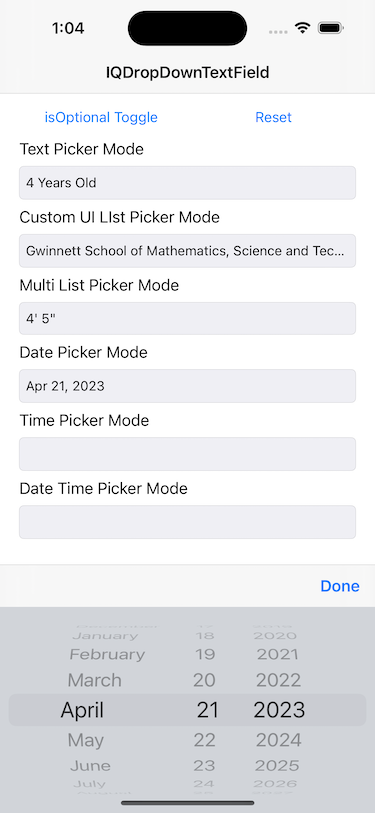 1:04
IQDropDownTextField
isOptional Toggle Reset
Text Picker Mode
4 Years Old
Custom UI LIst Picker Mode
Gwinnett School of Mathematics, Science and Tec...
Multi List Picker Mode
4' 5"
Date Picker Mode
Apr 21, 2023
Time Picker Mode
Date Time Picker Mode
Done
January 18 2020
February 19 2021
March 20 2022
April 21 2023
May 22 2024
June 23 2025
July 24 2026